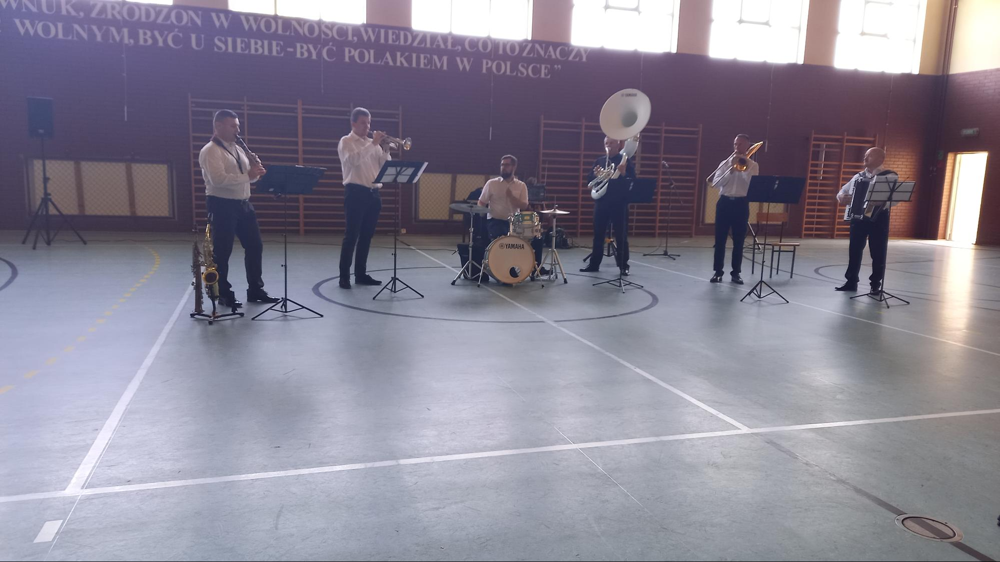 WNUK, ZRODZON W WOLNOŚCI, WIEDZIAŁ, CO TO ZNACZY
WOLNYM, BYĆ U SIEBIE-BYĆ POLAKIEM W POLSCE”
YAMAHA
YAMAHA